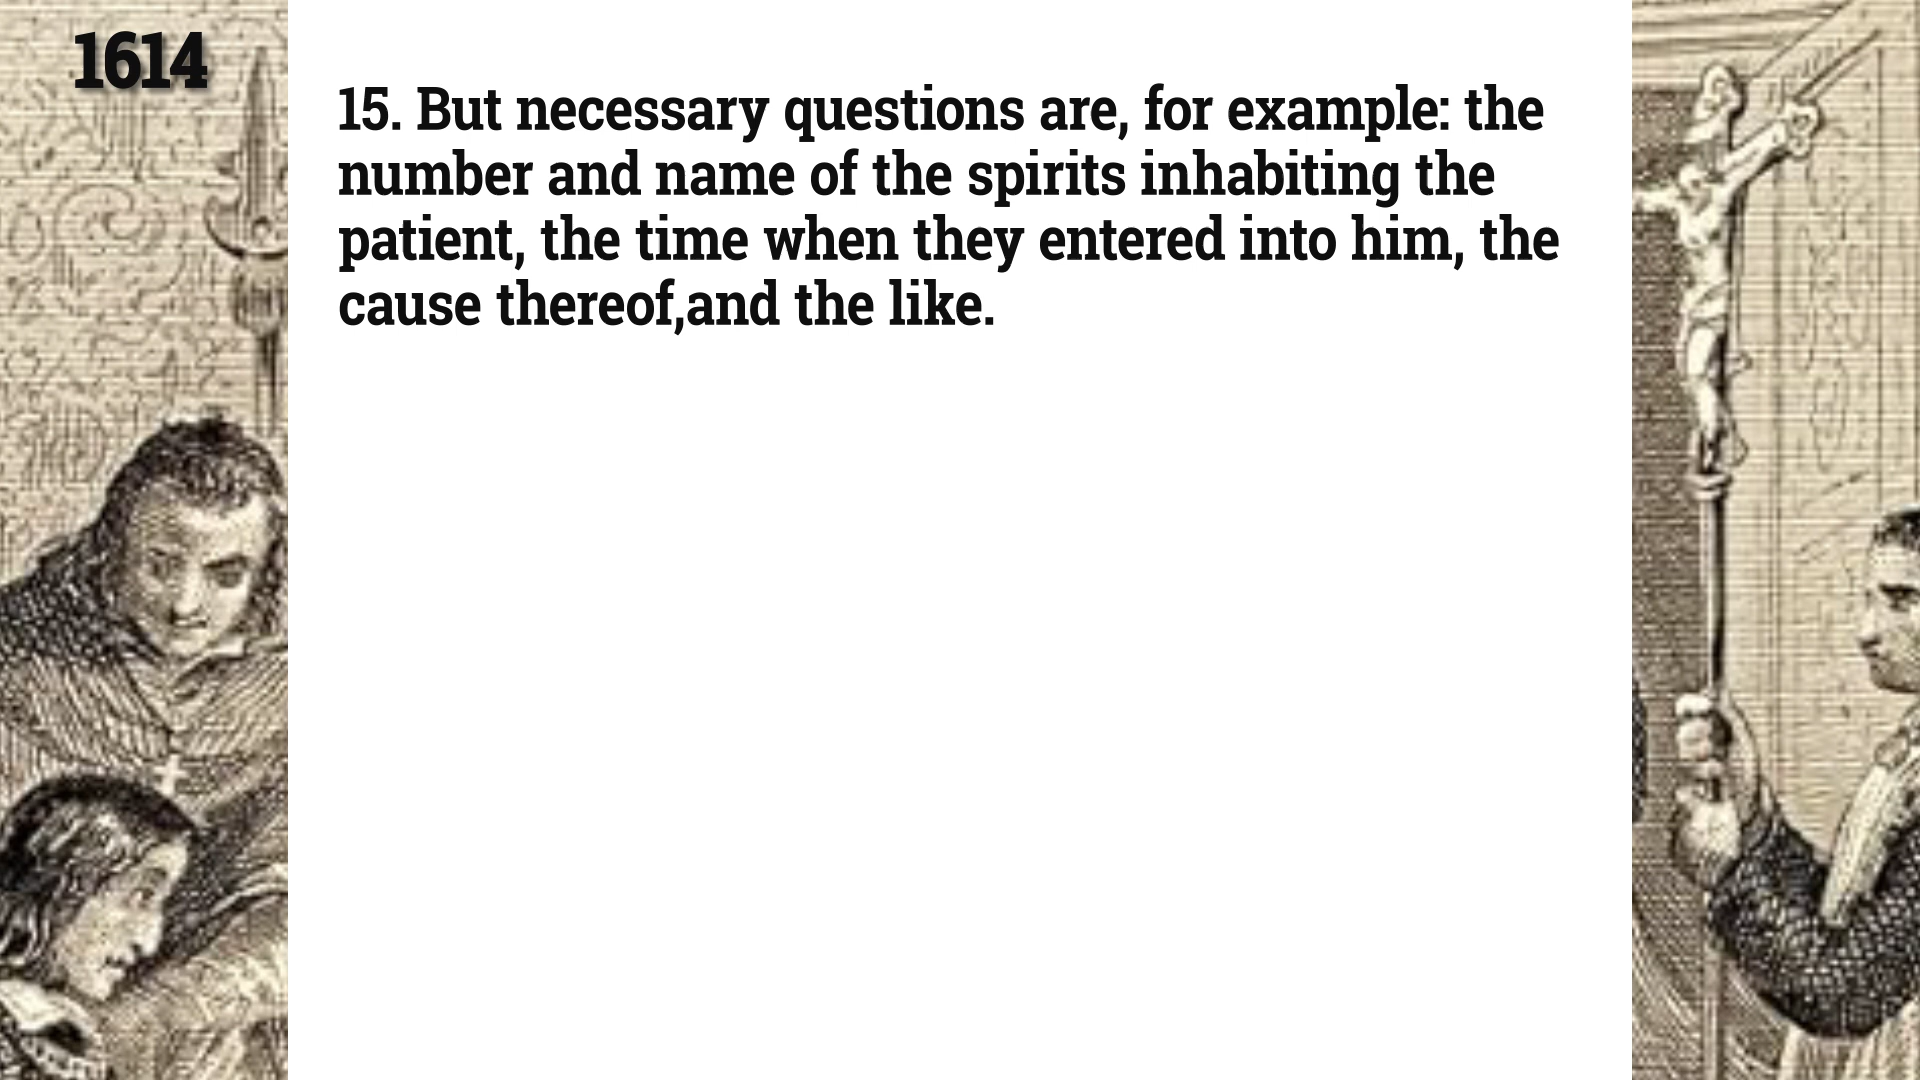 1614
15. But necessary questions are, for example: the
number and name of the spirits inhabiting the
patient, the time when they entered into him, the
cause thereof,and the like.